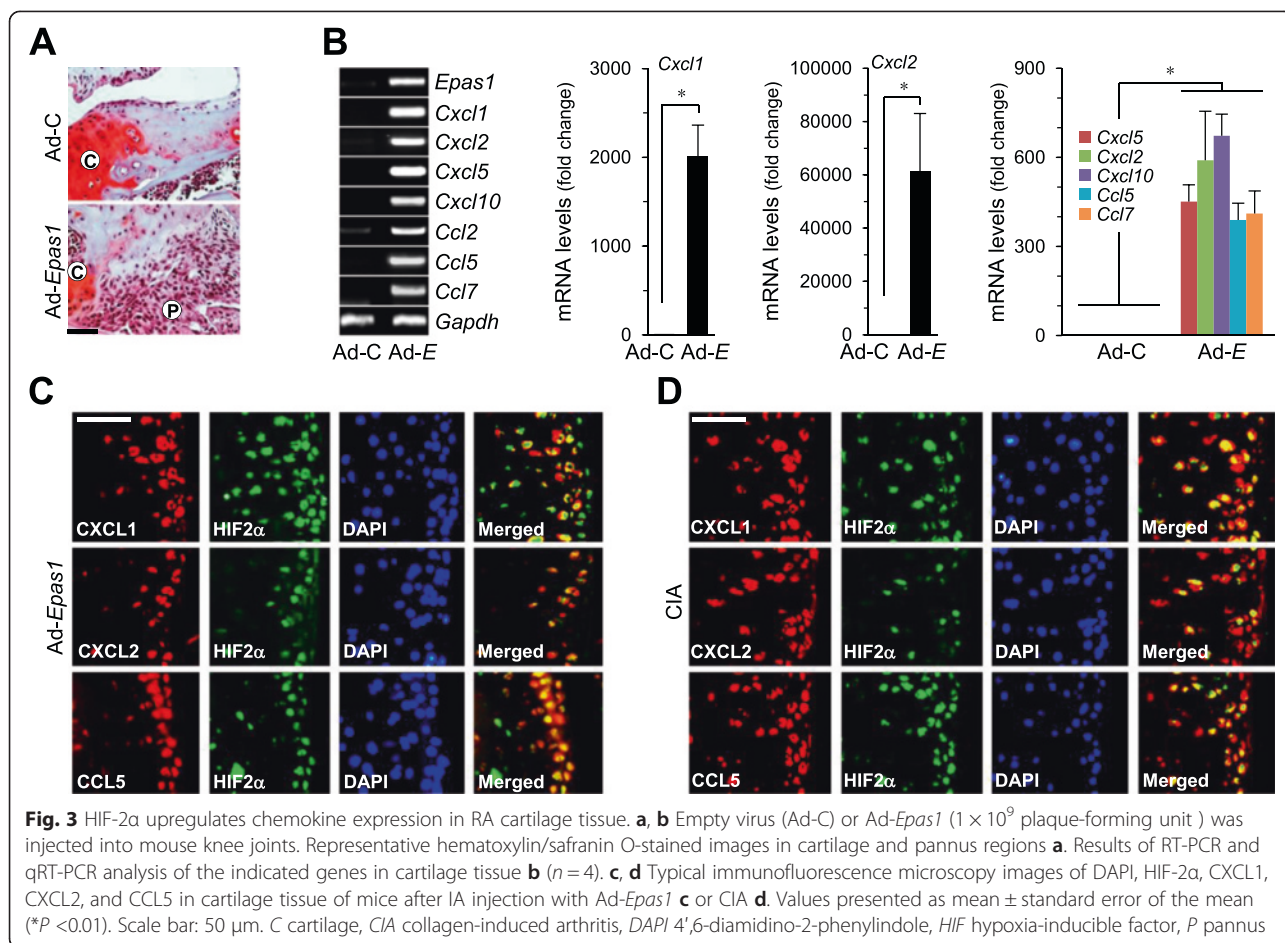 A
B
Ad-C
C
Ad-Epas1
C
P
Epas1
Cxcl1
Cxcl2
Cxcl5
Cxcl10
Ccl2
Ccl5
Ccl7
Gapdh
Ad-C Ad-E
mRNA levels (fold change)
3000
2000
1000
0
Cxcl1
*
Ad-C Ad-E
mRNA levels (fold change)
100000
80000
60000
40000
20000
0
Cxcl2
*
Ad-C Ad-E
mRNA levels (fold change)
900
600
300
0
*
Cxcl5
Cxcl2
Cxcl10
Ccl5
Ccl7
Ad-C Ad-E
C
Ad-Epas1
CXCL1 HIF2α DAPI Merged
CXCL2 HIF2α DAPI Merged
CCL5 HIF2α DAPI Merged
D
CIA
CXCL1 HIF2α DAPI Merged
CXCL2 HIF2α DAPI Merged
CCL5 HIF2α DAPI Merged
Fig. 3 HIF-2α upregulates chemokine expression in RA cartilage tissue. a, b Empty virus (Ad-C) or Ad-Epas1 (1 × 10⁹ plaque-forming unit ) was
injected into mouse knee joints. Representative hematoxylin/safranin O-stained images in cartilage and pannus regions a. Results of RT-PCR and
qRT-PCR analysis of the indicated genes in cartilage tissue b (n = 4). c, d Typical immunofluorescence microscopy images of DAPI, HIF-2α, CXCL1,
CXCL2, and CCL5 in cartilage tissue of mice after IA injection with Ad-Epas1 c or CIA d. Values presented as mean ± standard error of the mean
(*P <0.01). Scale bar: 50 μm. C cartilage, CIA collagen-induced arthritis, DAPI 4′,6-diamidino-2-phenylindole, HIF hypoxia-inducible factor, P pannus